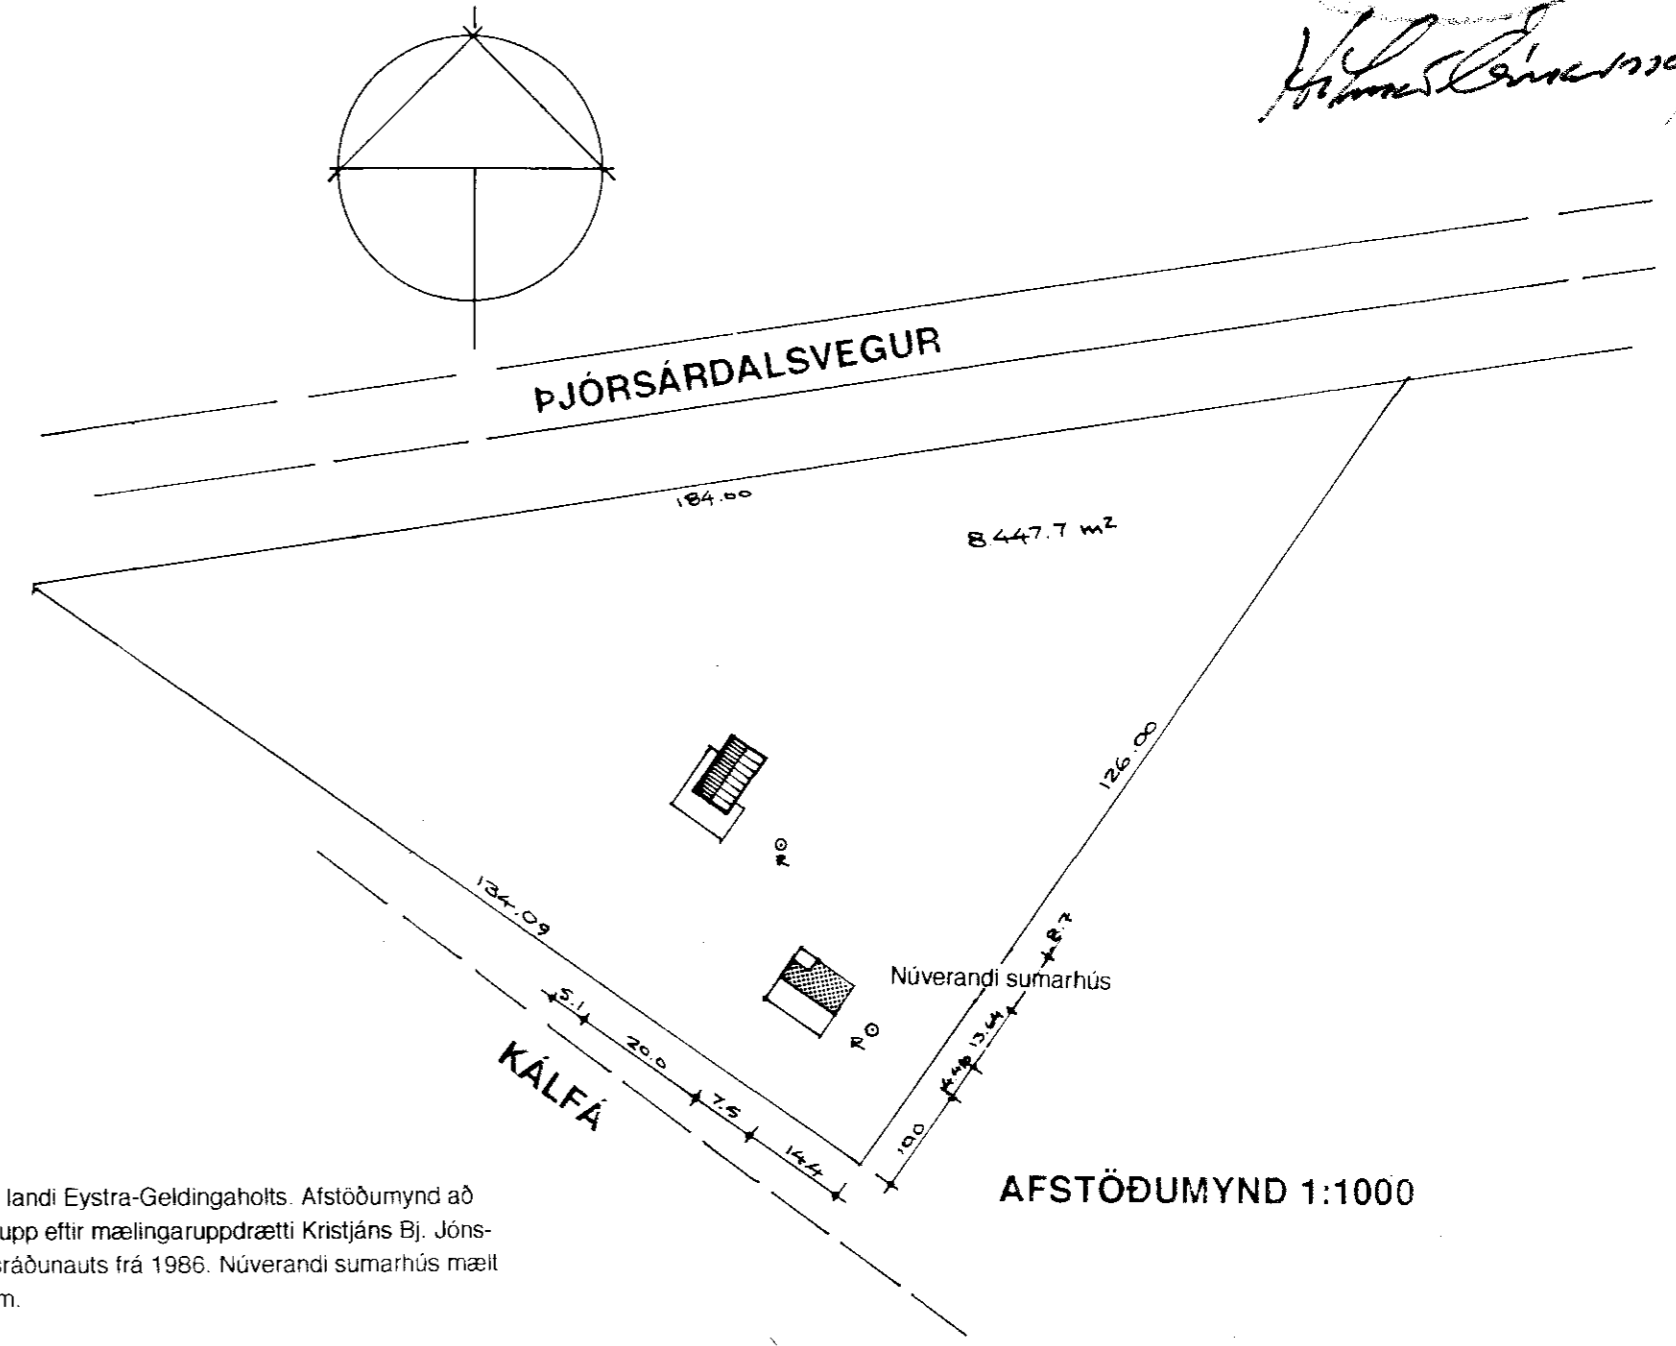 ÞJÓRSÁRDALSVEGUR
184.00
8.447.7 m²
126.00
134.09
R
8.7
Núverandi sumarhús
5.1
13.64
R
20.0
KÁLFÁ
7.5
14.4
AFSTÖÐUMYND 1:1000
landi Eystra-Geldingaholts. Afstöðumynd að
upp eftir mælingaruppdrætti Kristjáns Bj. Jóns-
ráðunauts frá 1986. Núverandi sumarhús mælt
m.